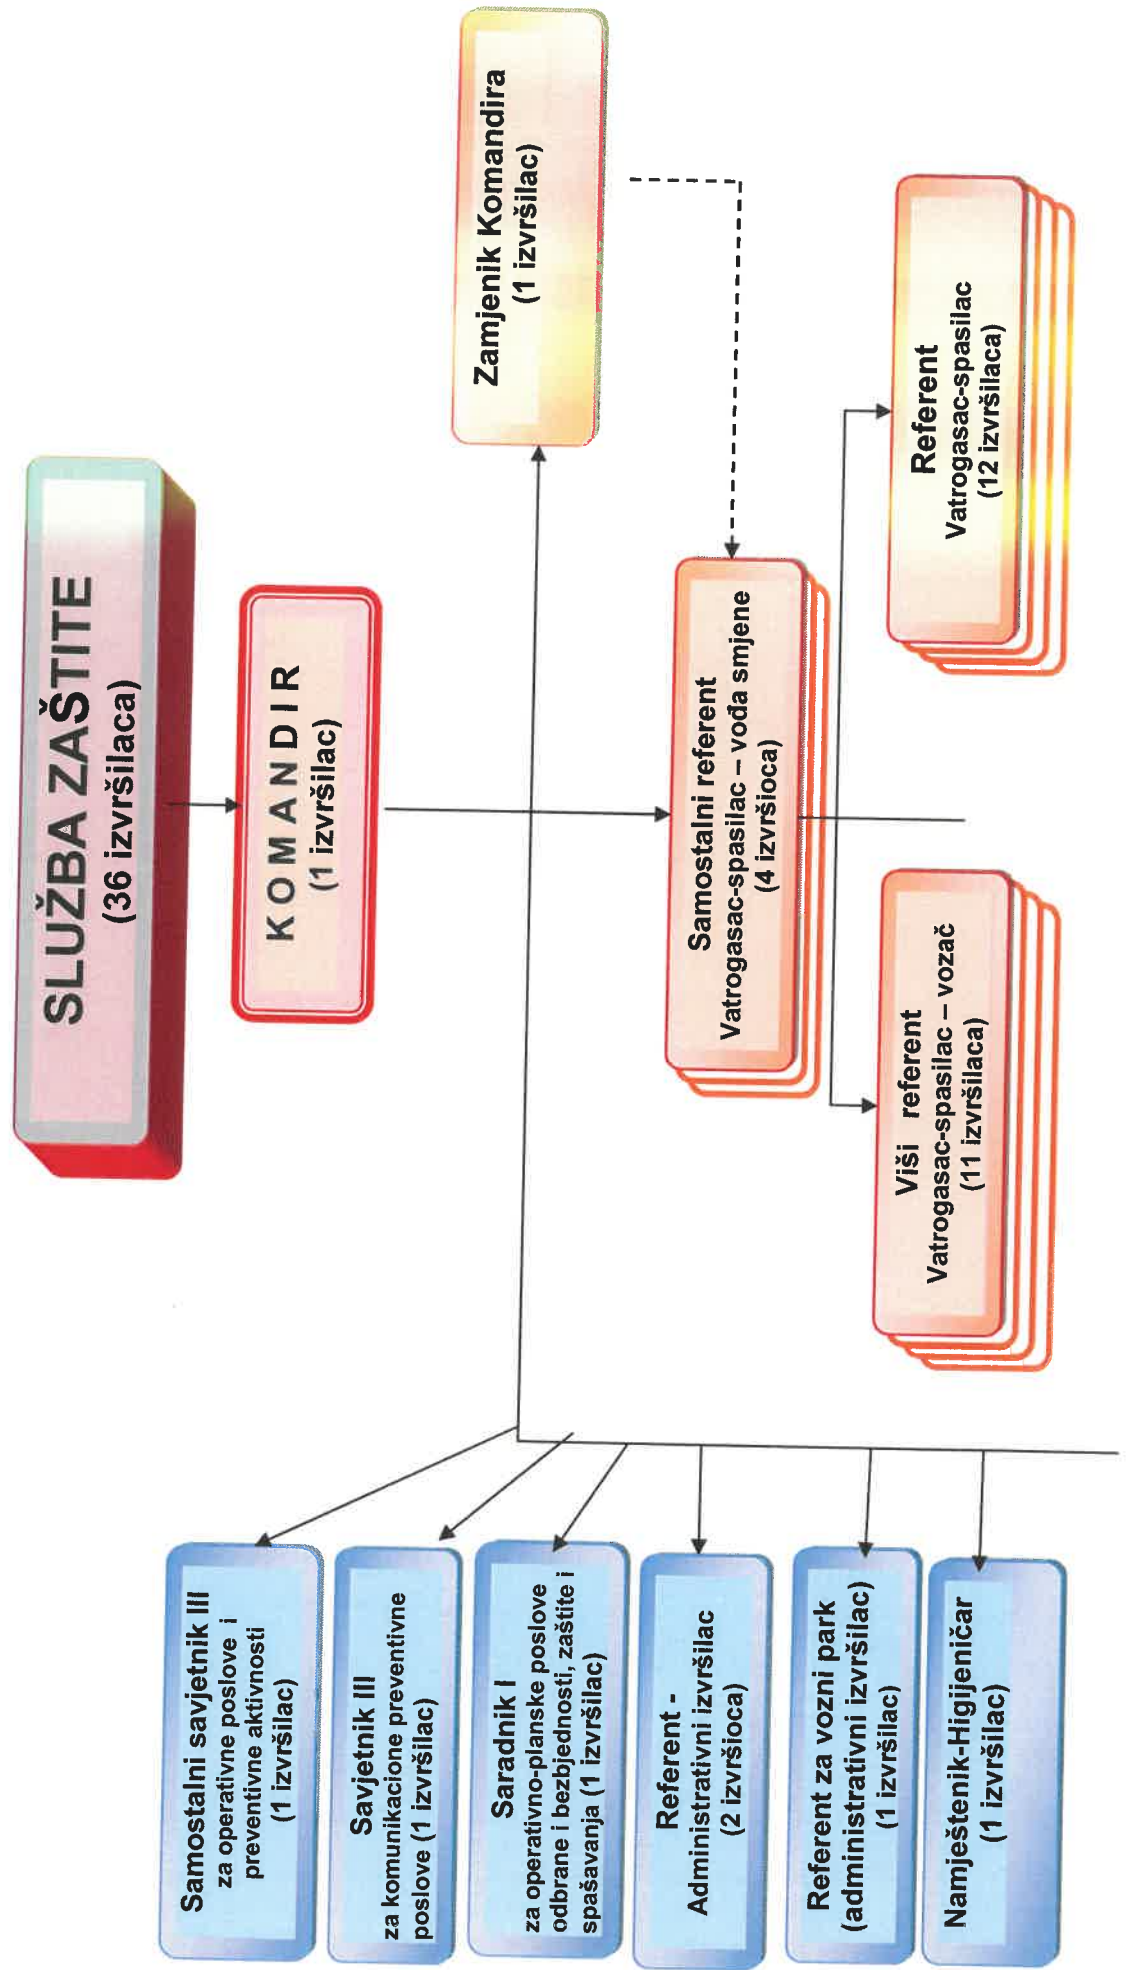 SLUŽBA ZAŠTITE
(36 izvršilaca)
K O M A N D I R
(1 izvršilac)
Zamjenik Komandira
(1 izvršilac)
Samostalni savjetnik III
za operativne poslove i
preventivne aktivnosti
(1 izvršilac)
Savjetnik III
za komunikacione preventivne
poslove (1 izvršilac)
Saradnik I
za operativno-planske poslove
odbrane i bezbjednosti, zaštite i
spašavanja (1 izvršilac)
Referent -
Administrativni izvršilac
(2 izvršioca)
Referent za vozni park
(administrativni izvršilac)
(1 izvršilac)
Namještenik-Higijeničar
(1 izvršilac)
Samostalni referent
Vatrogasac-spasilac – vođa smjene
(4 izvršioca)
Viši referent
Vatrogasac-spasilac – vozač
(11 izvršilaca)
Referent
Vatrogasac-spasilac
(12 izvršilaca)